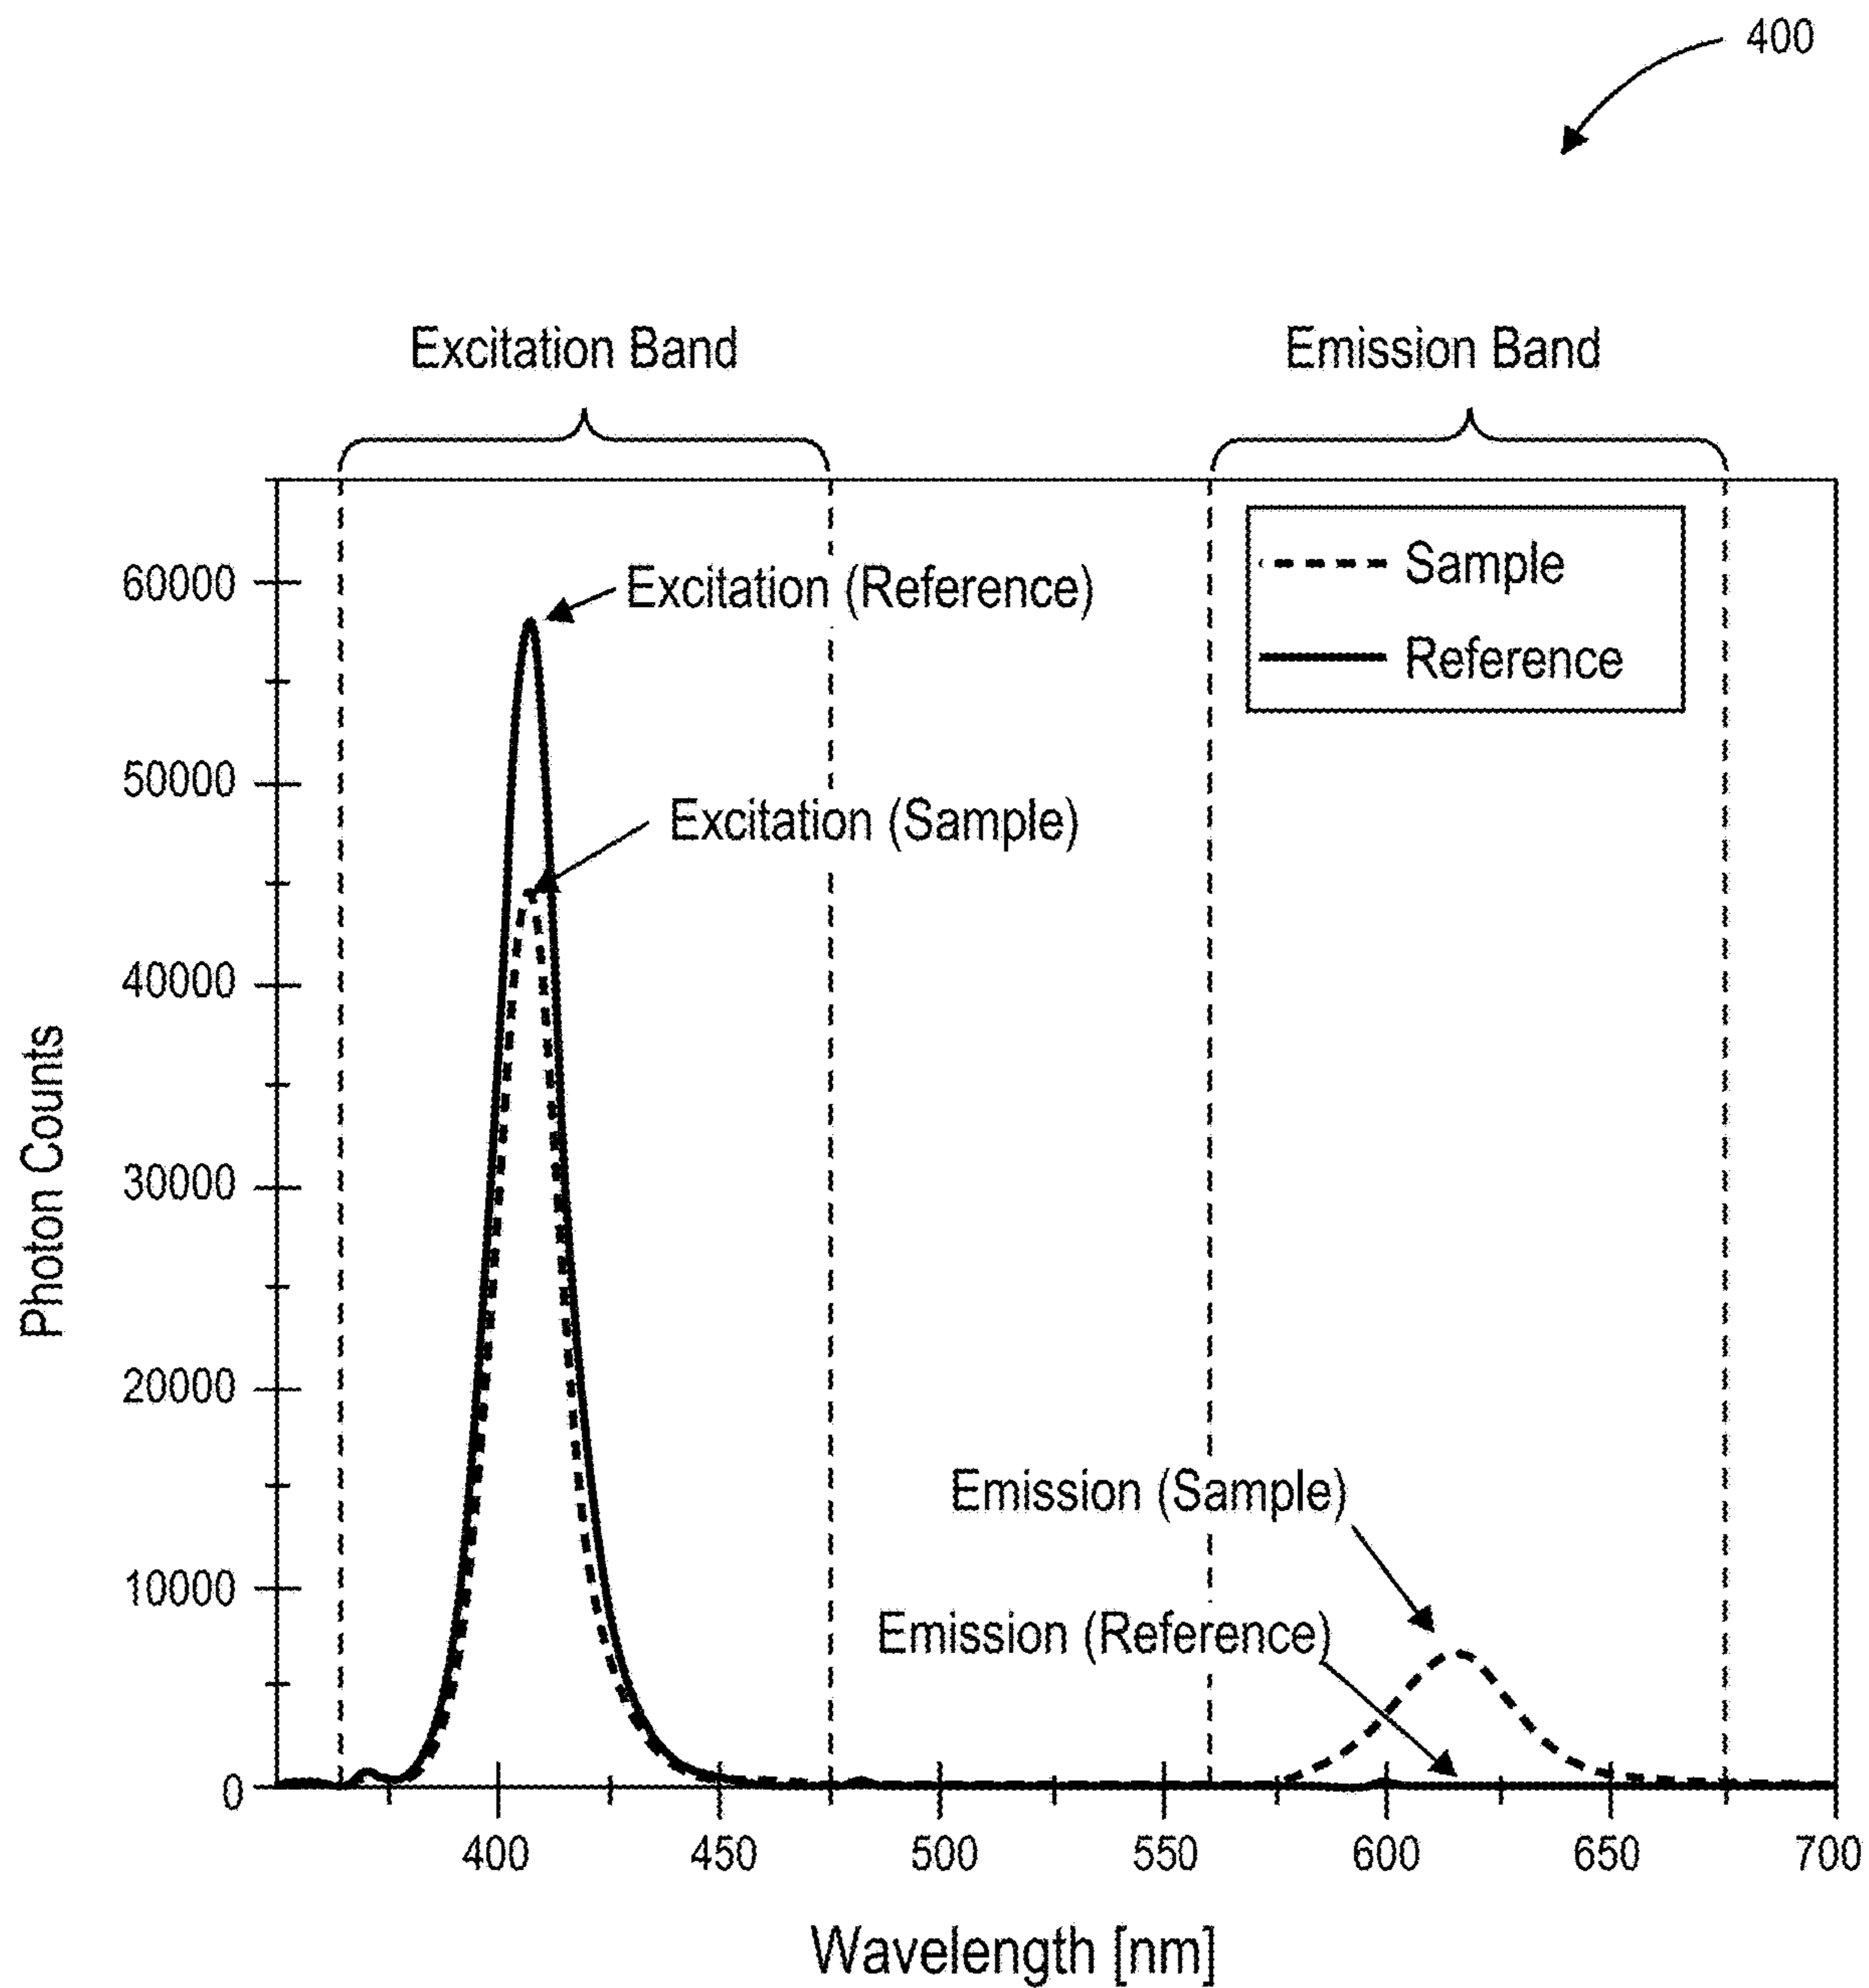 400
Excitation Band
Emission Band
Sample
Reference
Excitation (Reference)
Excitation (Sample)
Emission (Sample)
Emission (Reference)
Photon Counts
60000
50000
40000
30000
20000
10000
0
400 450 500 550 600 650 700
Wavelength [nm]